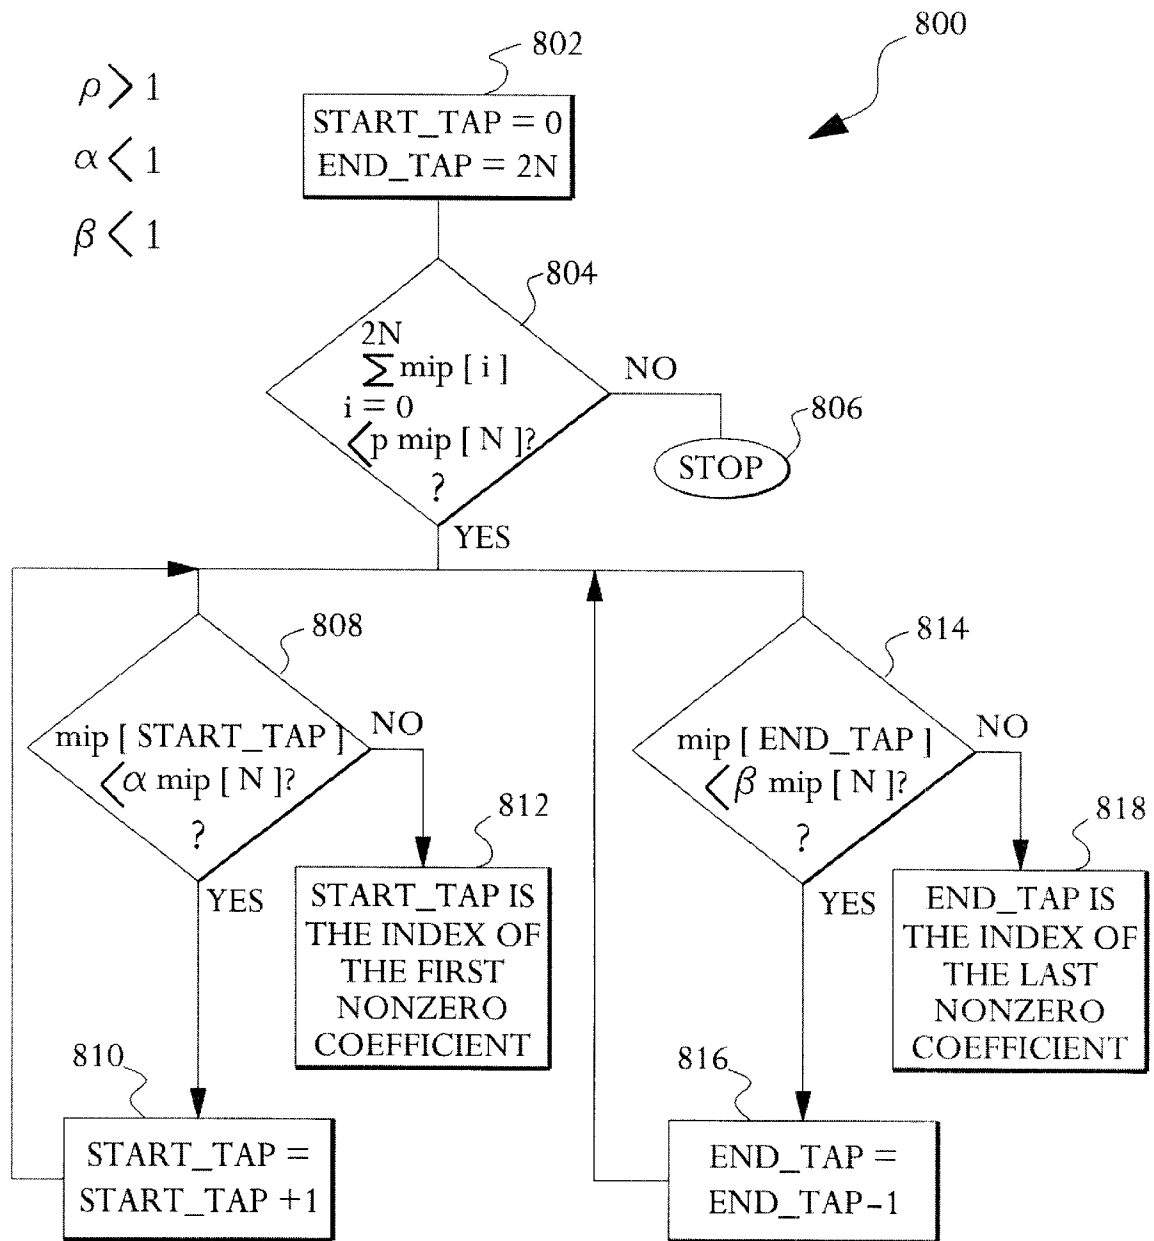 800
802
ρ > 1
α < 1
β < 1
START_TAP = 0
END_TAP = 2N
804
2N
∑ mip [ i ]
i = 0
< p mip [ N ]?
?
NO
806
STOP
YES
808
mip [ START_TAP ]
< α mip [ N ]?
?
NO
YES
812
START_TAP IS
THE INDEX OF
THE FIRST
NONZERO
COEFFICIENT
810
START_TAP =
START_TAP +1
814
mip [ END_TAP ]
< β mip [ N ]?
?
NO
YES
818
END_TAP IS
THE INDEX OF
THE LAST
NONZERO
COEFFICIENT
816
END_TAP =
END_TAP-1